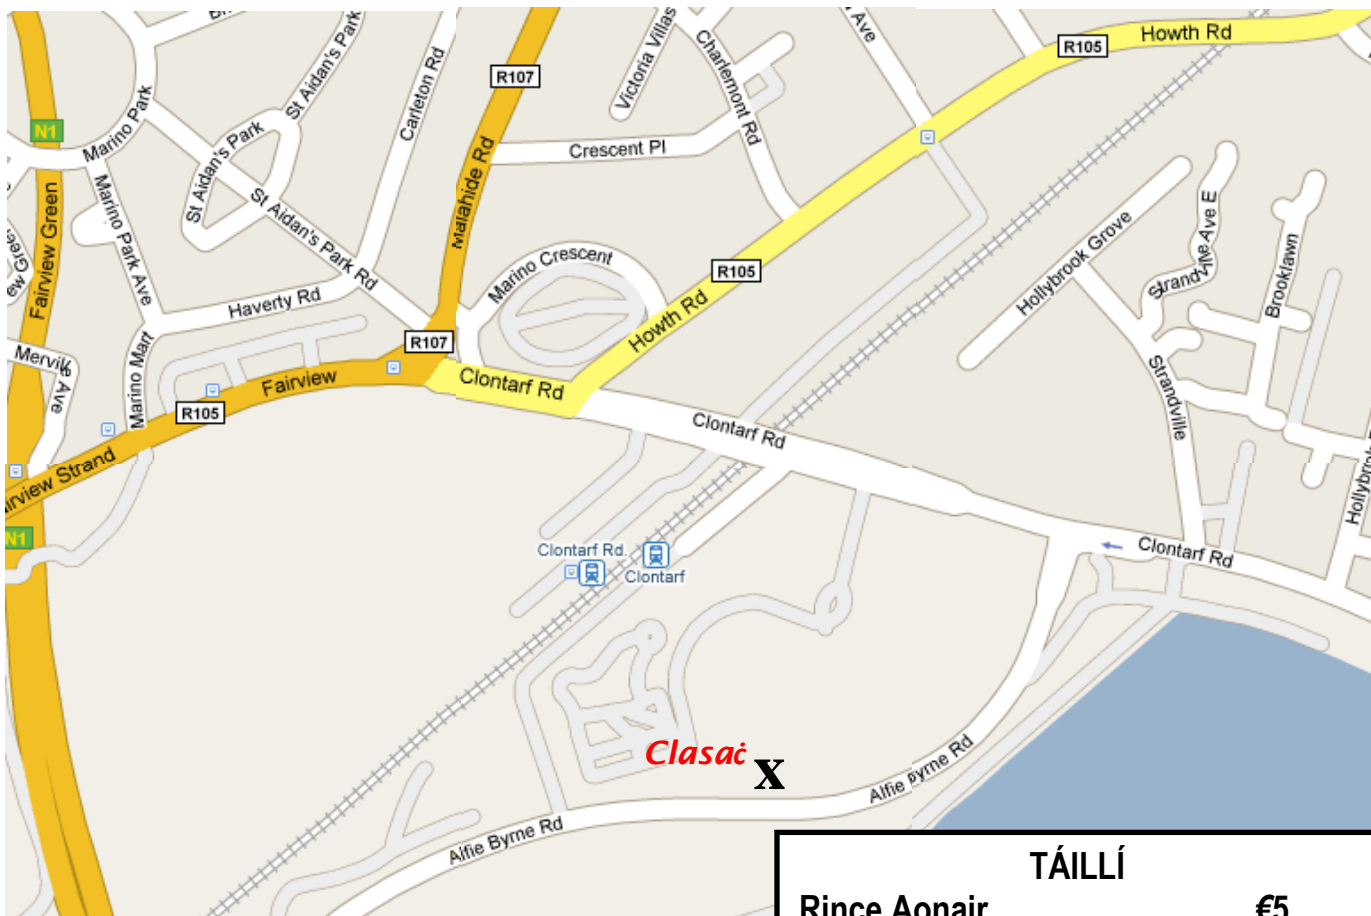 Howth Rd
R105
Victoria Villas
Charlemont Rd
Ave
R107
St Aidan's Park
Carleton Rd
N1
Marino Park
St Aidan's Park
Malahide Rd
Crescent Pl
Marino Park Ave
St Aidan's Park Rd
Fairview Green
Haverty Rd
Marino Crescent
R105
Howth Rd
Hollybrook Grove
Strandville Ave E
Brooklawn
R107
Merville Ave
Marino Mart
Fairview
Clontarf Rd
R105
Clontarf Rd
Strandville
Fairview Strand
N1
Clontarf Rd.
Clontarf
Clontarf Rd
Clasaċ
X
Alfie Byrne Rd
Alfie Byrne Rd
TÁILLÍ
Rince Aonair €5